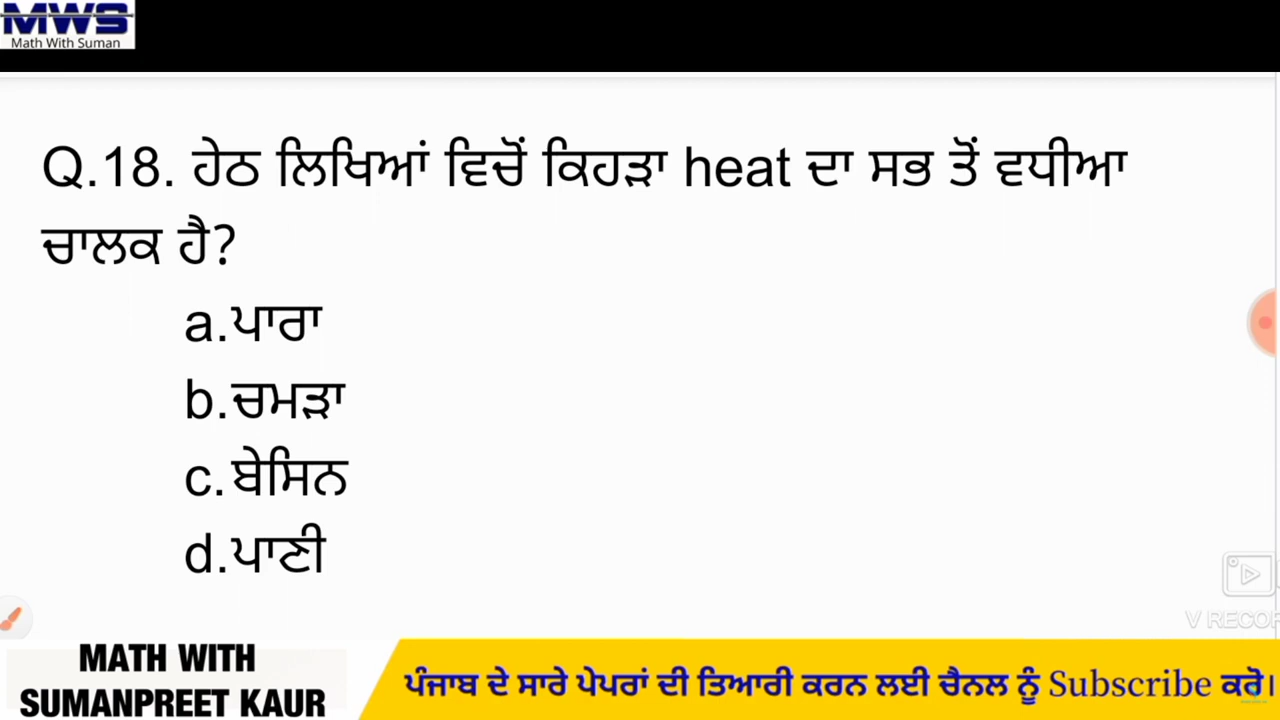 MWS
Math With Suman
Q.18. ਹੇਠ ਲਿਖਿਆਂ ਵਿਚੋਂ ਕਿਹੜਾ heat ਦਾ ਸਭ ਤੋਂ ਵਧੀਆ
ਚਾਲਕ ਹੈ?
a.ਪਾਰਾ
b.ਚਮੜਾ
c.ਬੇਸਿਨ
d.ਪਾਣੀ
V RECOR
MATH WITH
SUMANPREET KAUR
ਪੰਜਾਬ ਦੇ ਸਾਰੇ ਪੇਪਰਾਂ ਦੀ ਤਿਆਰੀ ਕਰਨ ਲਈ ਚੈਨਲ ਨੂੰ Subscribe ਕਰੋ।